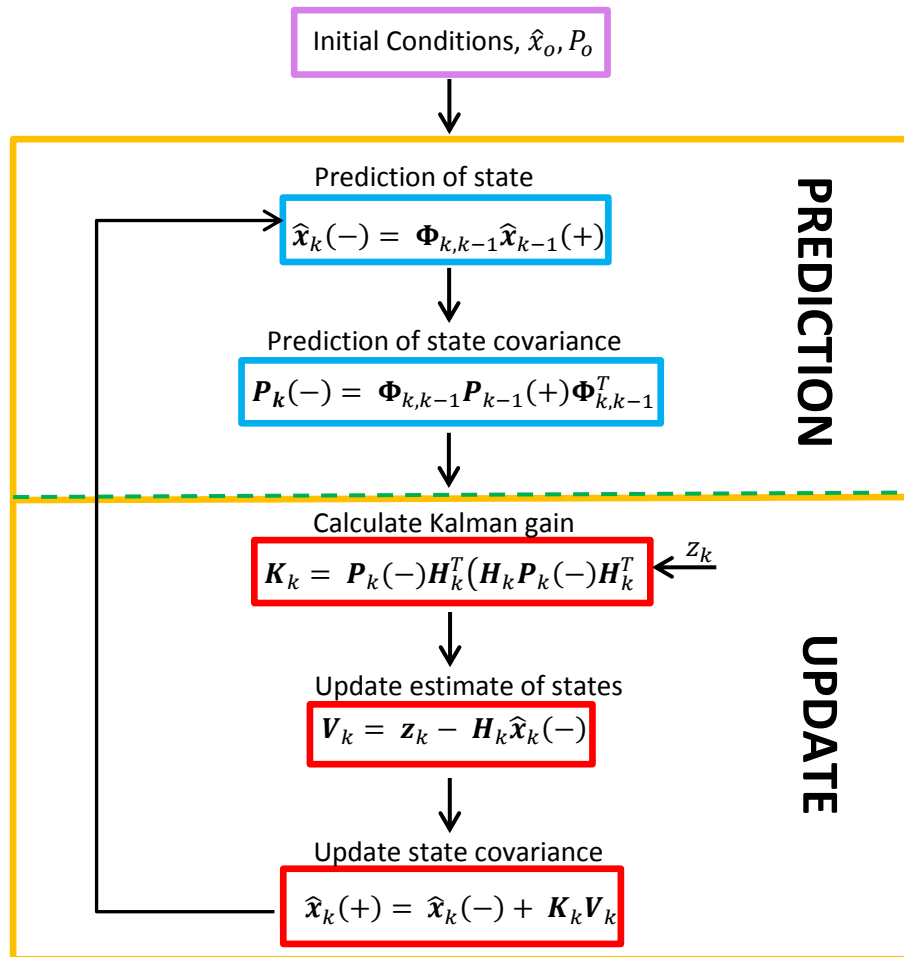 Initial Conditions, x̂ₒ, Pₒ
PREDICTION
Prediction of state
x̂ₖ(−) = Φₖ,ₖ₋₁x̂ₖ₋₁(+)
Prediction of state covariance
Pₖ(−) = Φₖ,ₖ₋₁Pₖ₋₁(+)Φᵀₖ,ₖ₋₁
UPDATE
Calculate Kalman gain
zₖ
Kₖ = Pₖ(−)Hₖᵀ(HₖPₖ(−)Hₖᵀ
Update estimate of states
Vₖ = zₖ − Hₖx̂ₖ(−)
Update state covariance
x̂ₖ(+) = x̂ₖ(−) + KₖVₖ